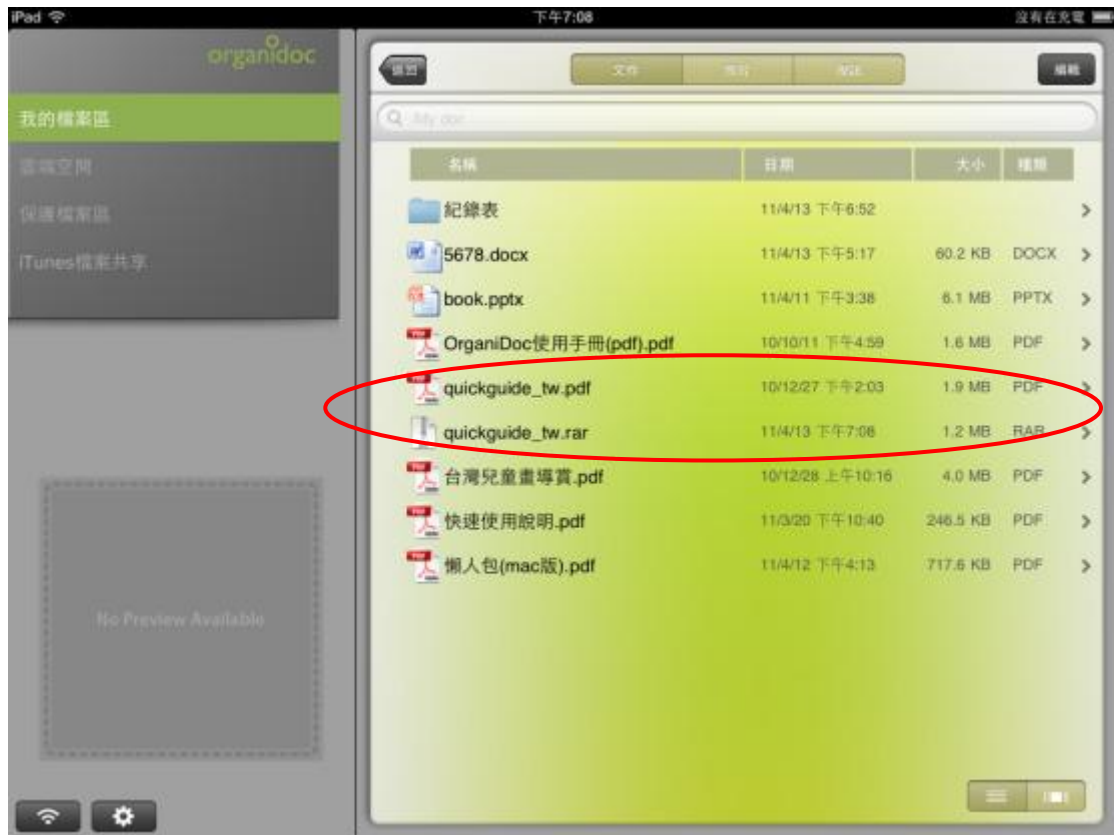 iPad 下午7:08 沒有在充電
organidoc
返回 文件 編輯
我的檔案區
My doc
雲端空間
保護檔案區
iTunes檔案共享
名稱 日期 大小 種類
紀錄表 11/4/13 下午6:52
5678.docx 11/4/13 下午5:17 60.2 KB DOCX
book.pptx 11/4/11 下午3:38 6.1 MB PPTX
OrganiDoc使用手冊(pdf).pdf 10/10/11 下午4:59 1.6 MB PDF
quickguide_tw.pdf 10/12/27 下午2:03 1.9 MB PDF
quickguide_tw.rar 11/4/13 下午7:08 1.2 MB RAR
台灣兒童畫導賞.pdf 10/12/28 上午10:16 4.0 MB PDF
快速使用說明.pdf 11/3/20 下午10:40 246.5 KB PDF
懶人包(mac版).pdf 11/4/12 下午4:13 717.6 KB PDF
No Preview Available